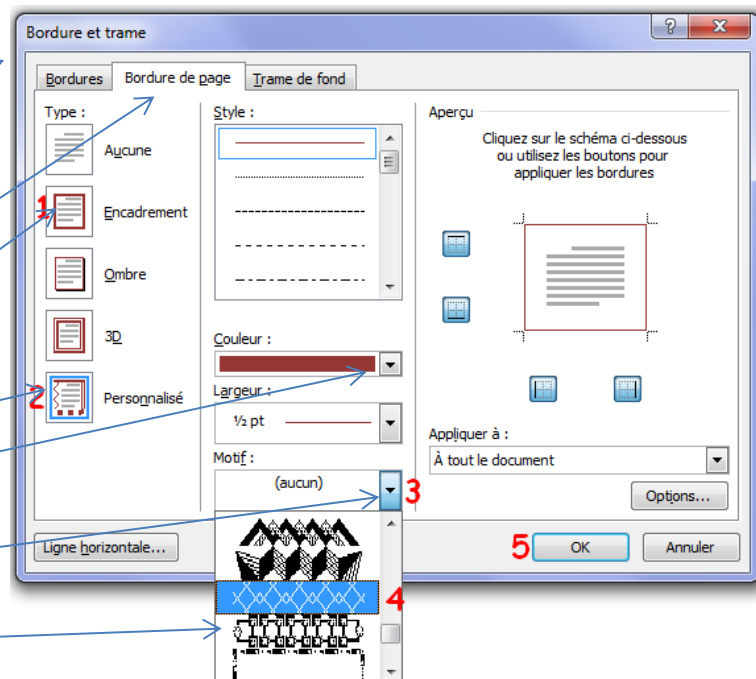 Bordure et trame
Bordures
Bordure de page
Trame de fond
Type :
Aucune
1
Encadrement
Ombre
3D
2
Personnalisé
Style :
Couleur :
Largeur :
½ pt
Motif :
(aucun)
3
4
Aperçu
Cliquez sur le schéma ci-dessous
ou utilisez les boutons pour
appliquer les bordures
Appliquer à :
À tout le document
Options...
Ligne horizontale...
5
OK
Annuler